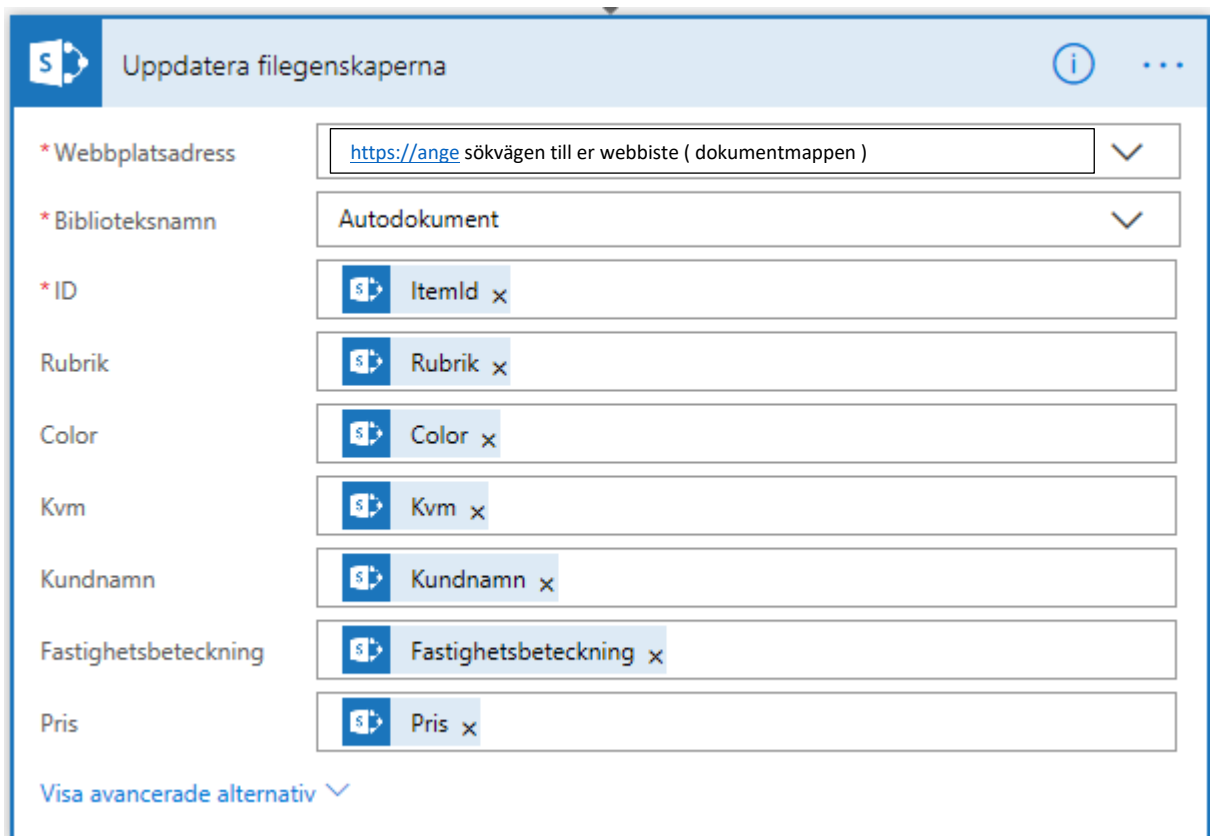 Uppdatera filegenskaperna
* Webbplatsadress https://ange sökvägen till er webbiste ( dokumentmappen )
* Biblioteksnamn Autodokument
* ID ItemId ×
Rubrik Rubrik ×
Color Color ×
Kvm Kvm ×
Kundnamn Kundnamn ×
Fastighetsbeteckning Fastighetsbeteckning ×
Pris Pris ×
Visa avancerade alternativ